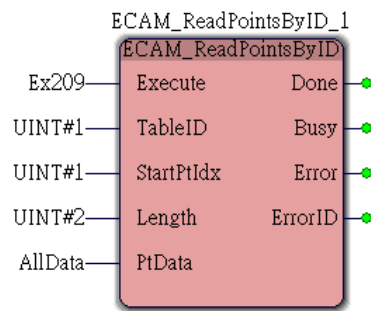 ECAM_ReadPointsByID_1
ECAM_ReadPointsByID
Ex209 Execute Done
UINT#1 TableID Busy
UINT#1 StartPtIdx Error
UINT#2 Length ErrorID
AllData PtData